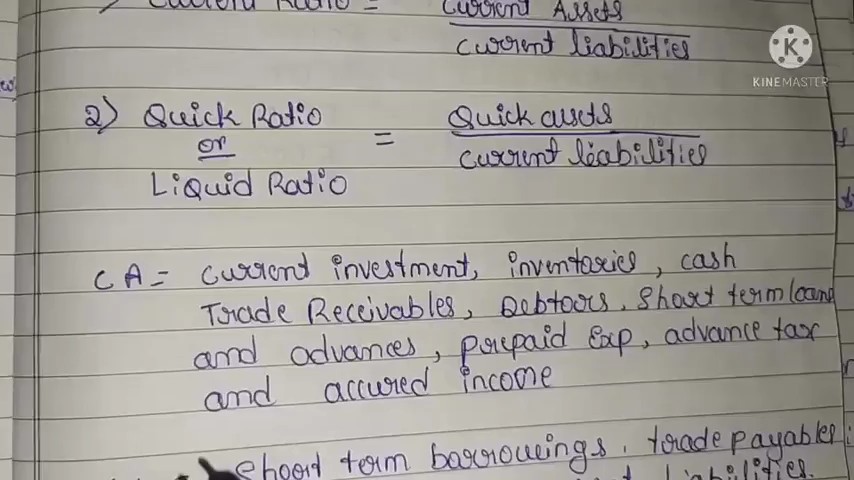 Current Ratio = Current Assets
current liabilities
K
KINEMASTER
2) Quick Ratio
or
Liquid Ratio
= Quick assets
current liabilities
CA = current investment, inventories, cash
Trade Receivables, Debtors, Short term loans
and advances, prepaid Exp, advance tax
and accured income
Short term barroweings, trade payables
liabilities.